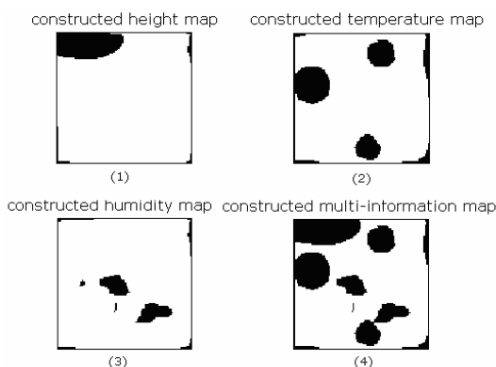 constructed height map
constructed temperature map
(1)
(2)
constructed humidity map
constructed multi-information map
(3)
(4)